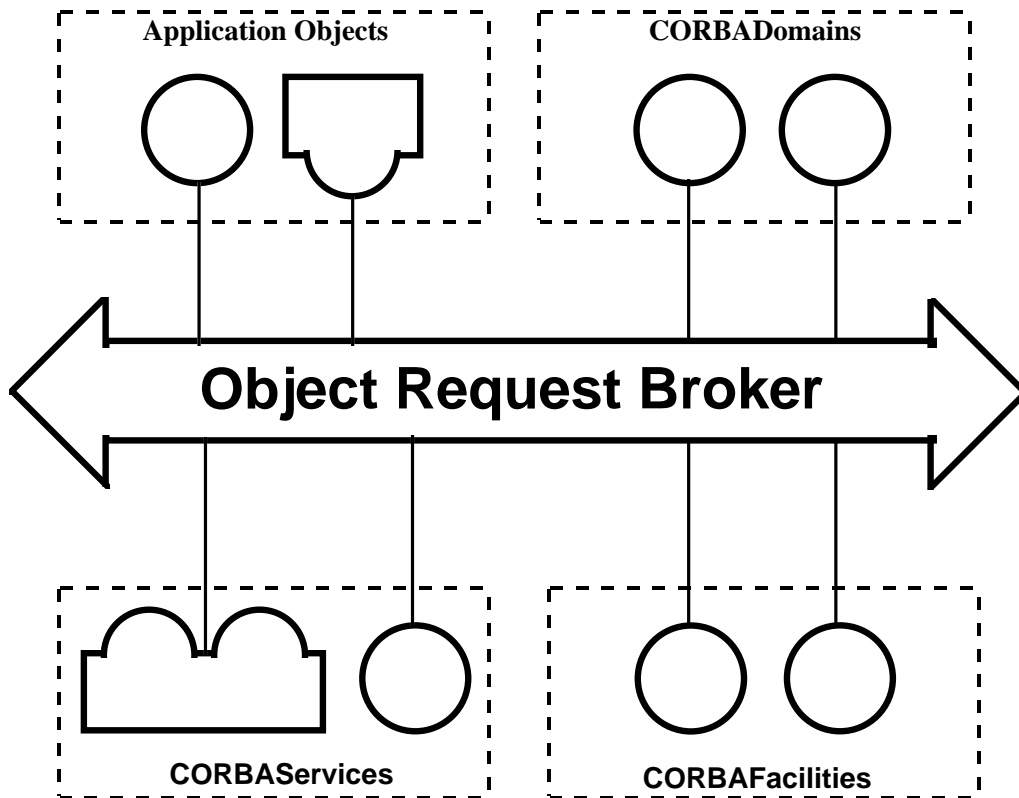 Application Objects
CORBADomains
Object Request Broker
CORBAServices
CORBAFacilities